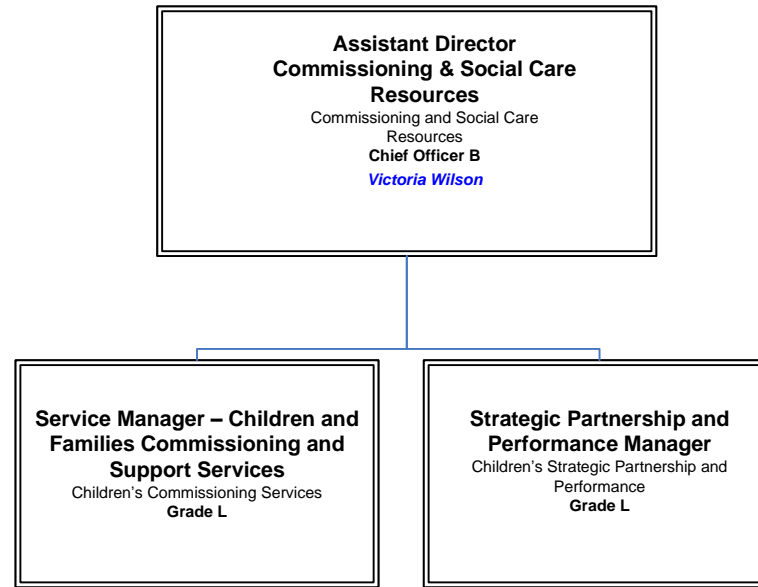 Assistant Director
Commissioning & Social Care
Resources
Commissioning and Social Care
Resources
Chief Officer B
Victoria Wilson
Service Manager – Children and
Families Commissioning and
Support Services
Children’s Commissioning Services
Grade L
Strategic Partnership and
Performance Manager
Children’s Strategic Partnership and
Performance
Grade L